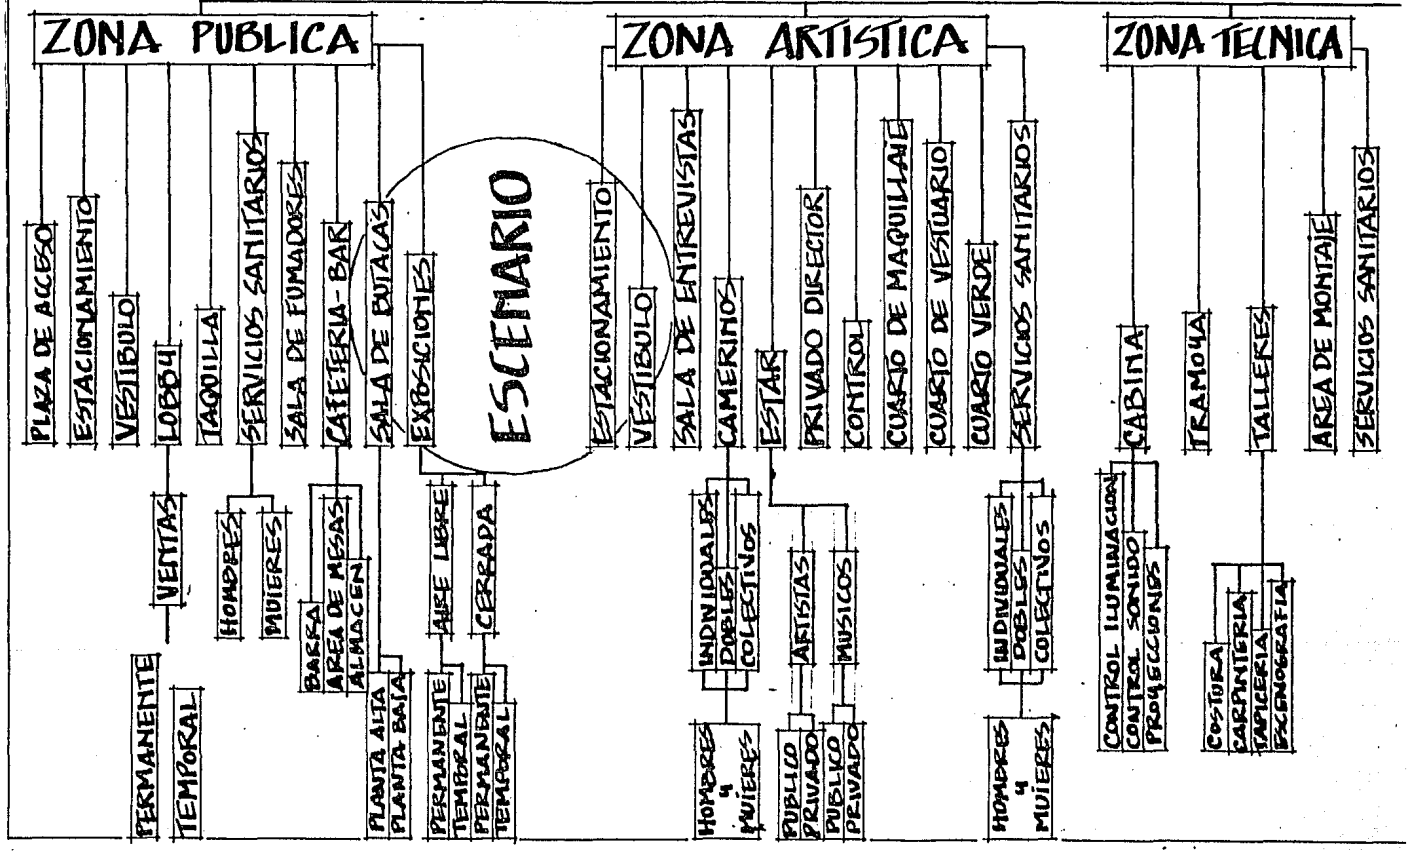 ZONA PUBLICA
PLAZA DE ACCESO
ESTACIONAMIENTO
VESTIBULO
LOBBY
VENTAS
PERMANENTE
TEMPORAL
TAQUILLA
SERVICIOS SANITARIOS
HOMBRES
MUJERES
SALA DE FUMADORES
CAFETERIA-BAR
BARRA
AREA DE MESAS
ALMACEN
SALA DE BUTACAS
PLANTA ALTA
PLANTA BAJA
EXPOSICIONES
AIRE LIBRE
PERMANENTE
TEMPORAL
CERRADA
PERMANENTE
TEMPORAL
ESCENARIO
ZONA ARTISTICA
ESTACIONAMIENTO
VESTIBULO
SALA DE ENTREVISTAS
CAMERINOS
INDIVIDUALES
DOBLES
COLECTIVOS
HOMBRES
Y
MUJERES
ESTAR
ARTISTAS
PUBLICO
PRIVADO
MUSICOS
PUBLICO
PRIVADO
PRIVADO DIRECTOR
CONTROL
CUARTO DE MAQUILLAJE
CUARTO DE VESTUARIO
CUARTO VERDE
SERVICIOS SANITARIOS
INDIVIDUALES
DOBLES
COLECTIVOS
HOMBRES
Y
MUJERES
ZONA TECNICA
CABINA
CONTROL ILUMINACION
CONTROL SONIDO
PROYECCIONES
TRAMOYA
TALLERES
COSTURA
CARPINTERIA
TAPICERIA
ESCENOGRAFIA
AREA DE MONTAJE
SERVICIOS SANITARIOS